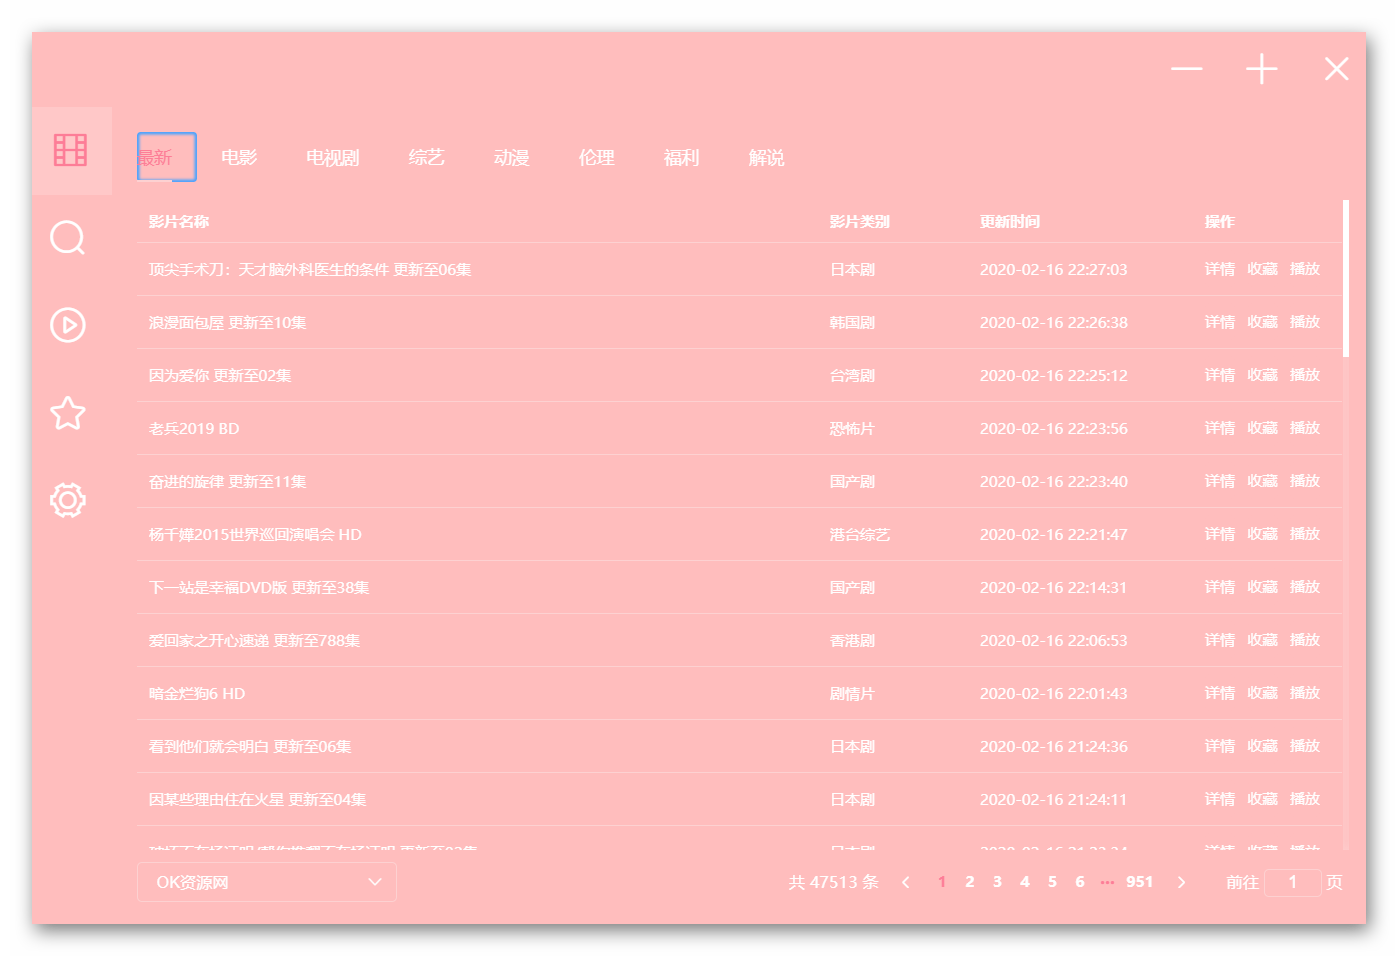 最新 电影 电视剧 综艺 动漫 伦理 福利 解说
影片名称 影片类别 更新时间 操作
顶尖手术刀：天才脑外科医生的条件 更新至06集 日本剧 2020-02-16 22:27:03 详情 收藏 播放
浪漫面包屋 更新至10集 韩国剧 2020-02-16 22:26:38 详情 收藏 播放
因为爱你 更新至02集 台湾剧 2020-02-16 22:25:12 详情 收藏 播放
老兵2019 BD 恐怖片 2020-02-16 22:23:56 详情 收藏 播放
奋进的旋律 更新至11集 国产剧 2020-02-16 22:23:40 详情 收藏 播放
杨千嬅2015世界巡回演唱会 HD 港台综艺 2020-02-16 22:21:47 详情 收藏 播放
下一站是幸福DVD版 更新至38集 国产剧 2020-02-16 22:14:31 详情 收藏 播放
爱回家之开心速递 更新至788集 香港剧 2020-02-16 22:06:53 详情 收藏 播放
暗金烂狗6 HD 剧情片 2020-02-16 22:01:43 详情 收藏 播放
看到他们就会明白 更新至06集 日本剧 2020-02-16 21:24:36 详情 收藏 播放
因某些理由住在火星 更新至04集 日本剧 2020-02-16 21:24:11 详情 收藏 播放
OK资源网 共 47513 条 1 2 3 4 5 6 ··· 951 前往 1 页